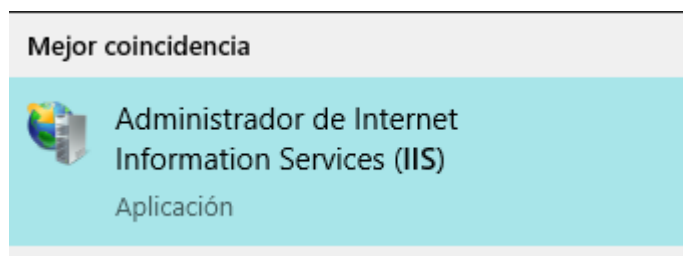 Mejor coincidencia
Administrador de Internet
Information Services (IIS)
Aplicación